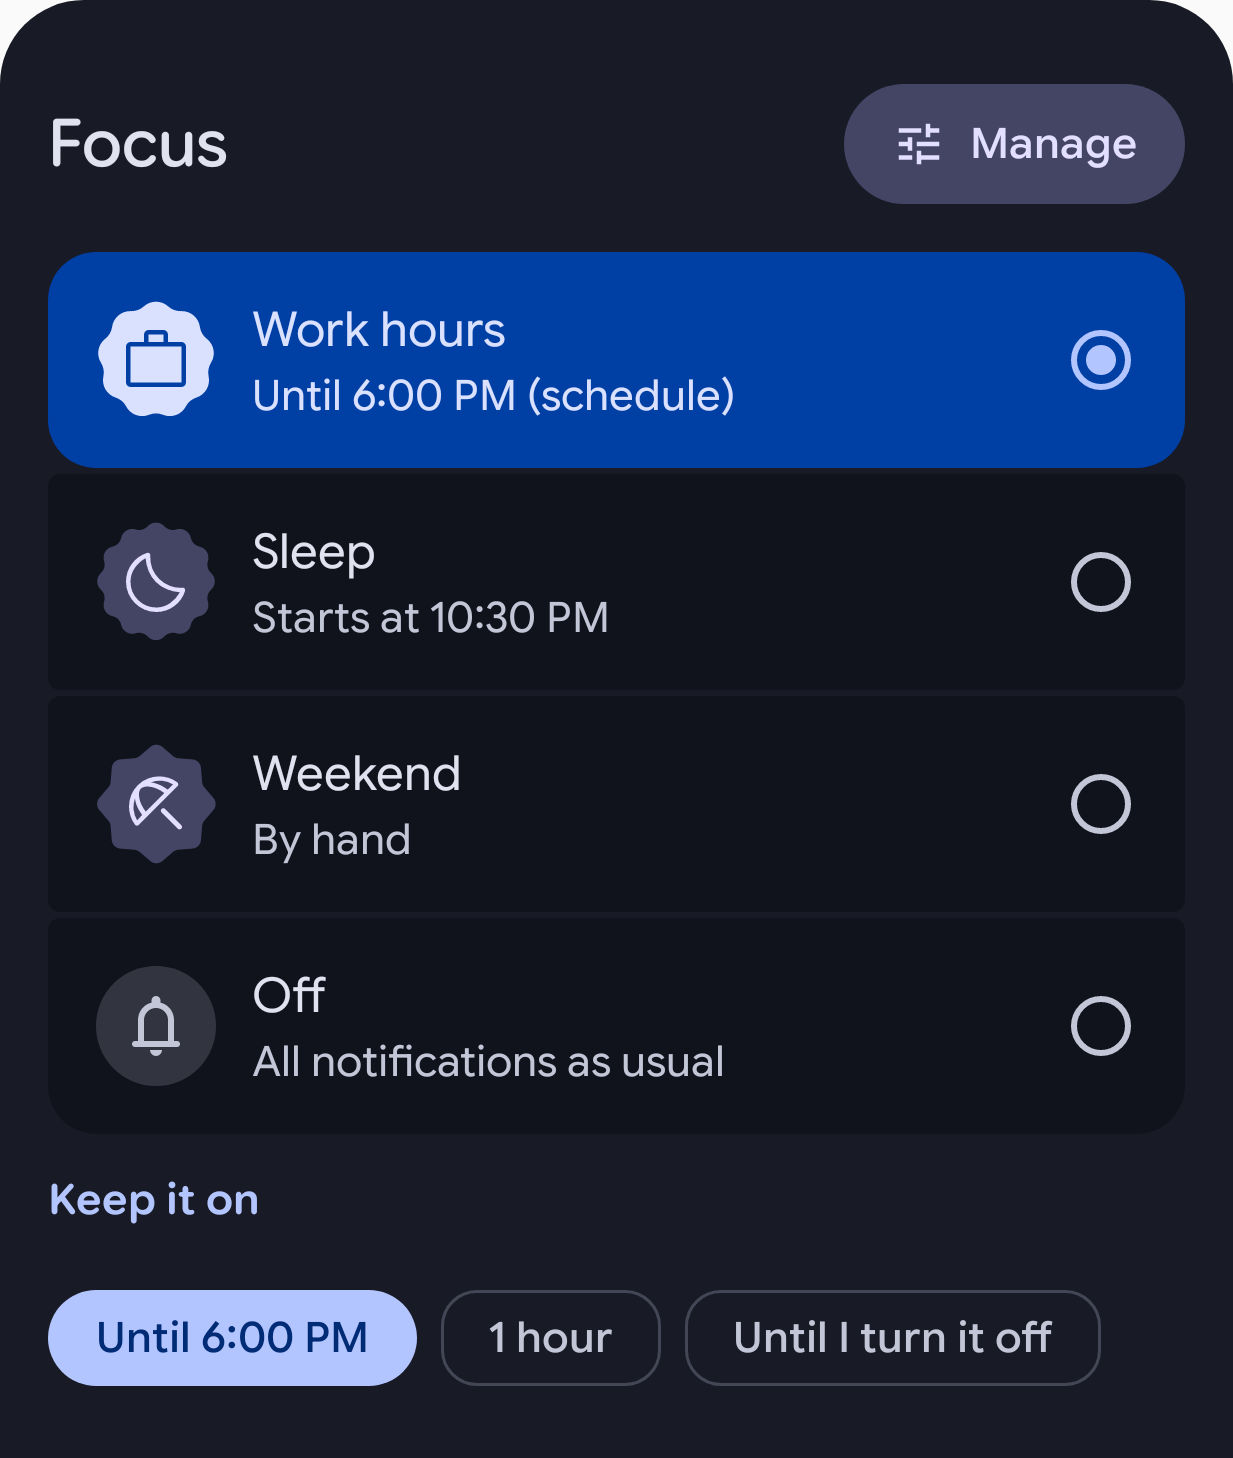 Focus
Manage
Work hours
Until 6:00 PM (schedule)
Sleep
Starts at 10:30 PM
Weekend
By hand
Off
All notifications as usual
Keep it on
Until 6:00 PM
1 hour
Until I turn it off